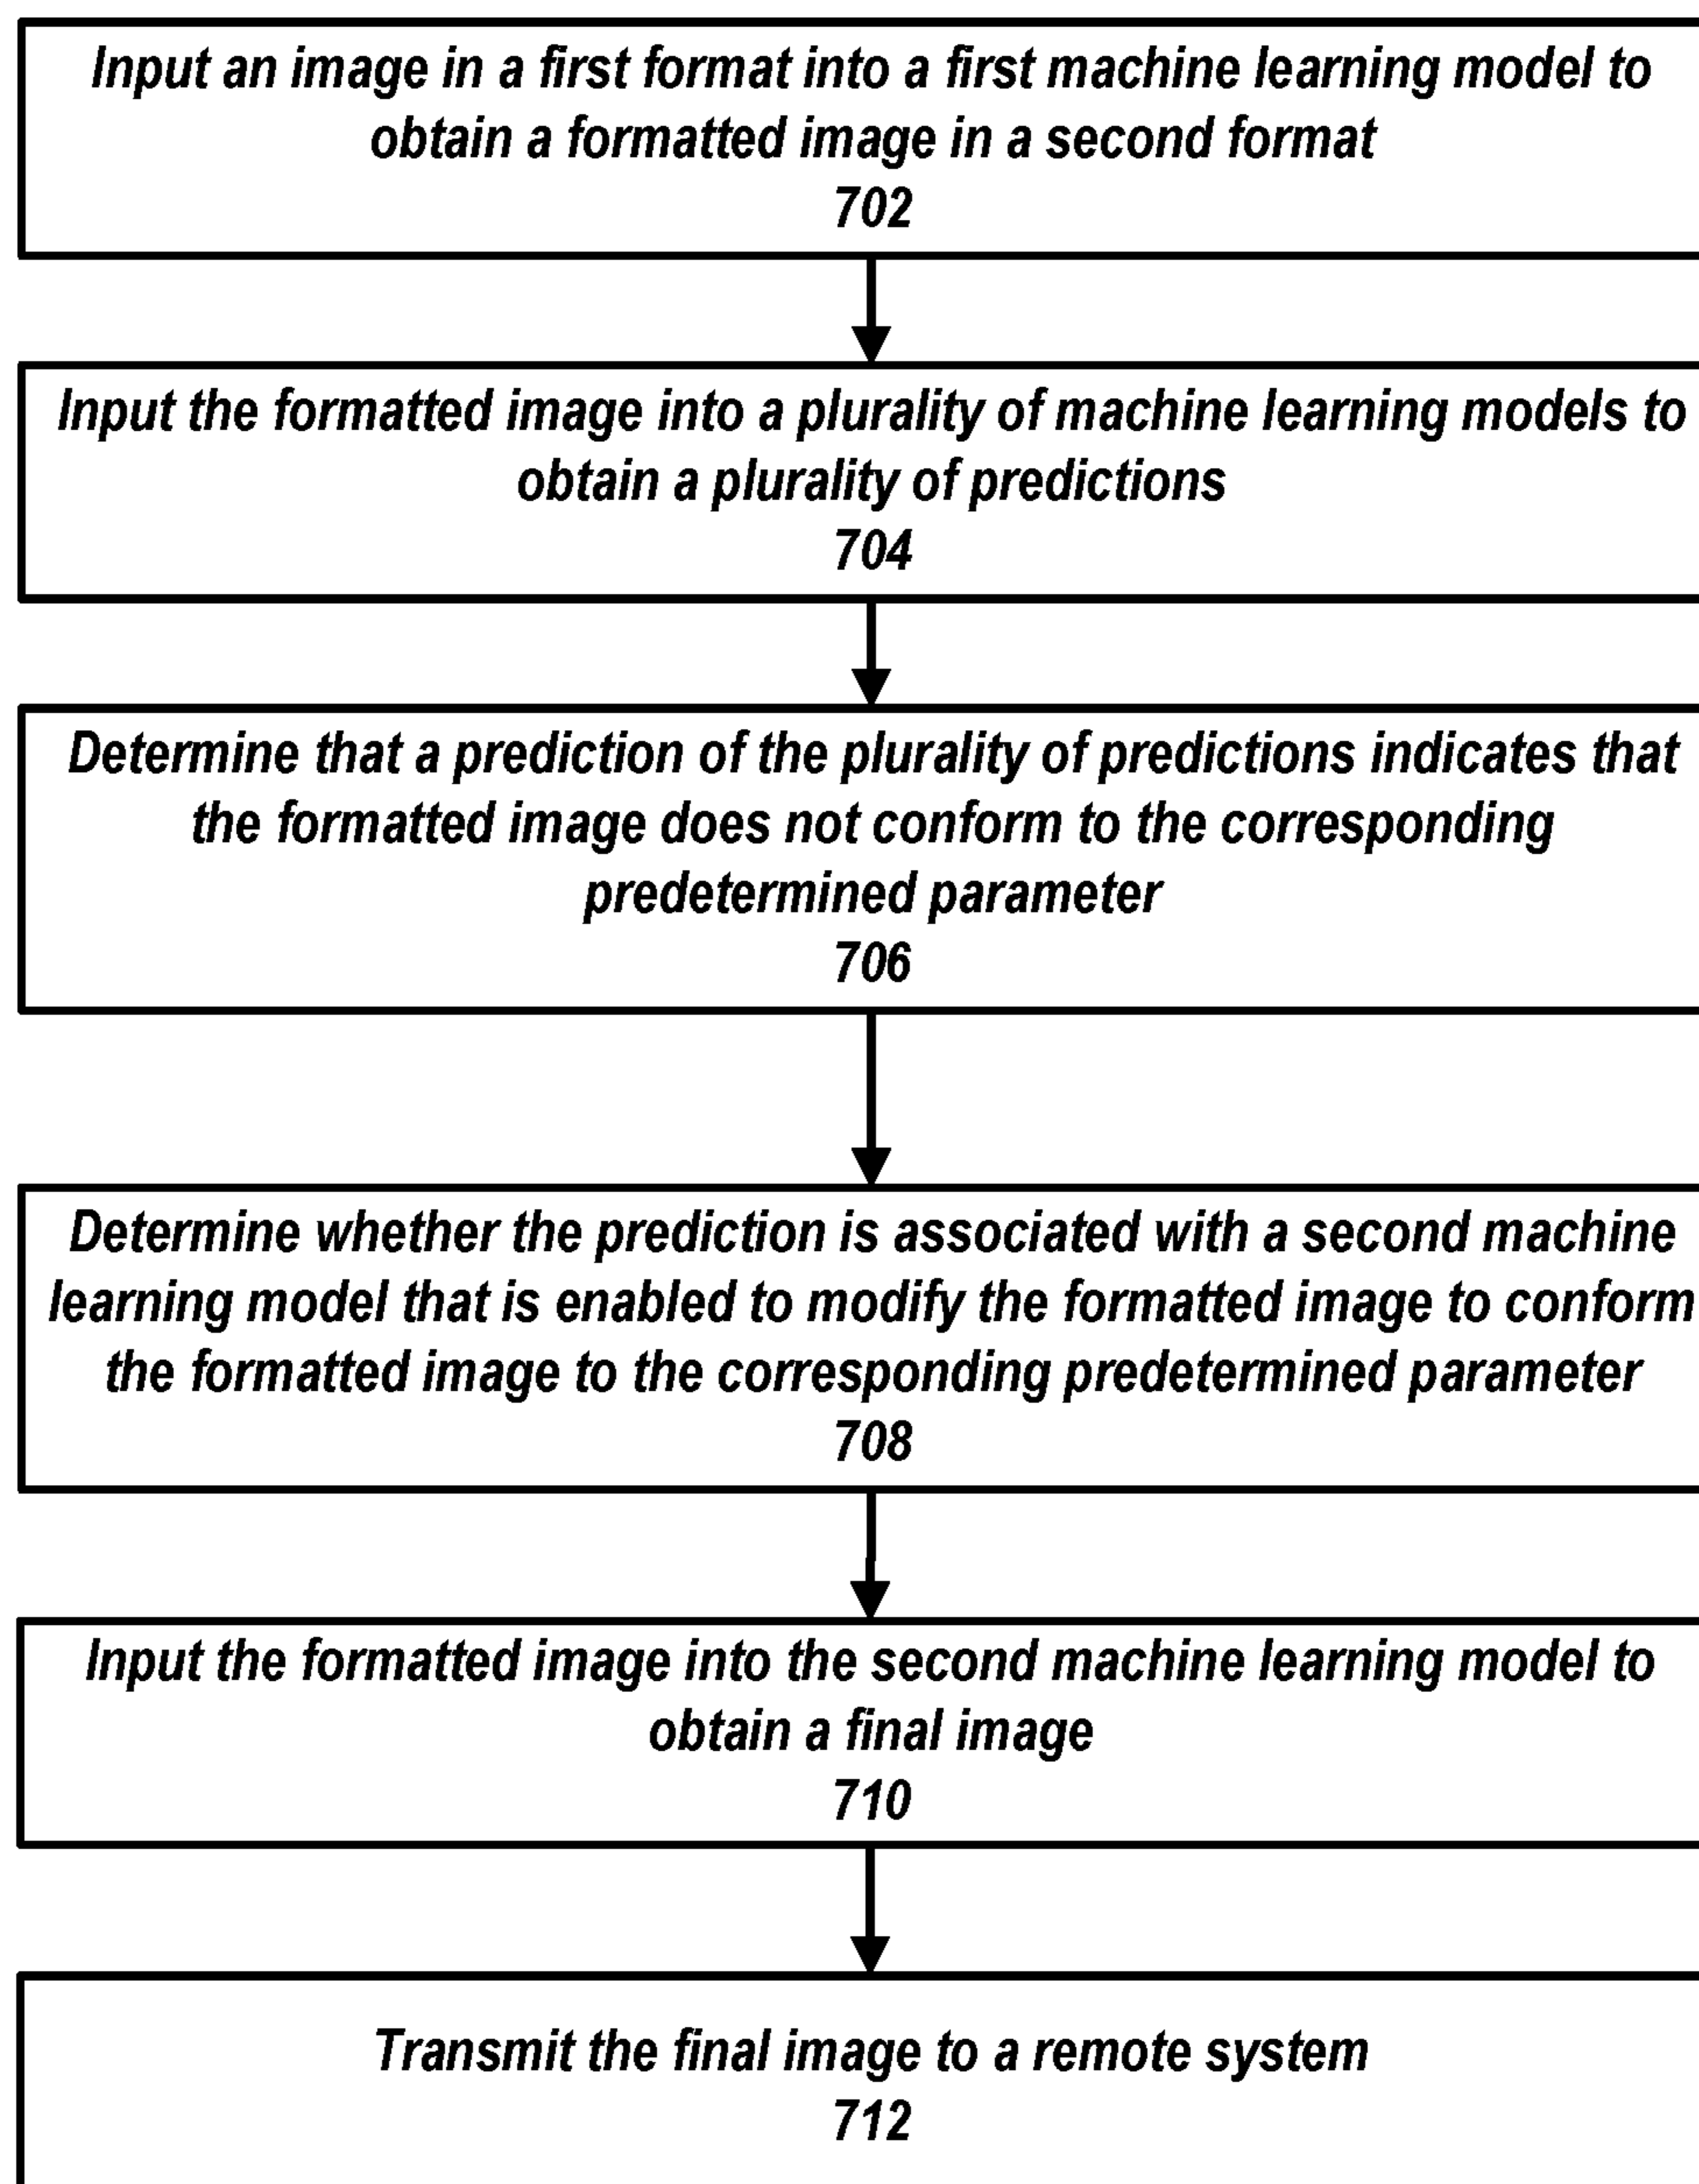 Input an image in a first format into a first machine learning model to
obtain a formatted image in a second format
702
Input the formatted image into a plurality of machine learning models to
obtain a plurality of predictions
704
Determine that a prediction of the plurality of predictions indicates that
the formatted image does not conform to the corresponding
predetermined parameter
706
Determine whether the prediction is associated with a second machine
learning model that is enabled to modify the formatted image to conform
the formatted image to the corresponding predetermined parameter
708
Input the formatted image into the second machine learning model to
obtain a final image
710
Transmit the final image to a remote system
712